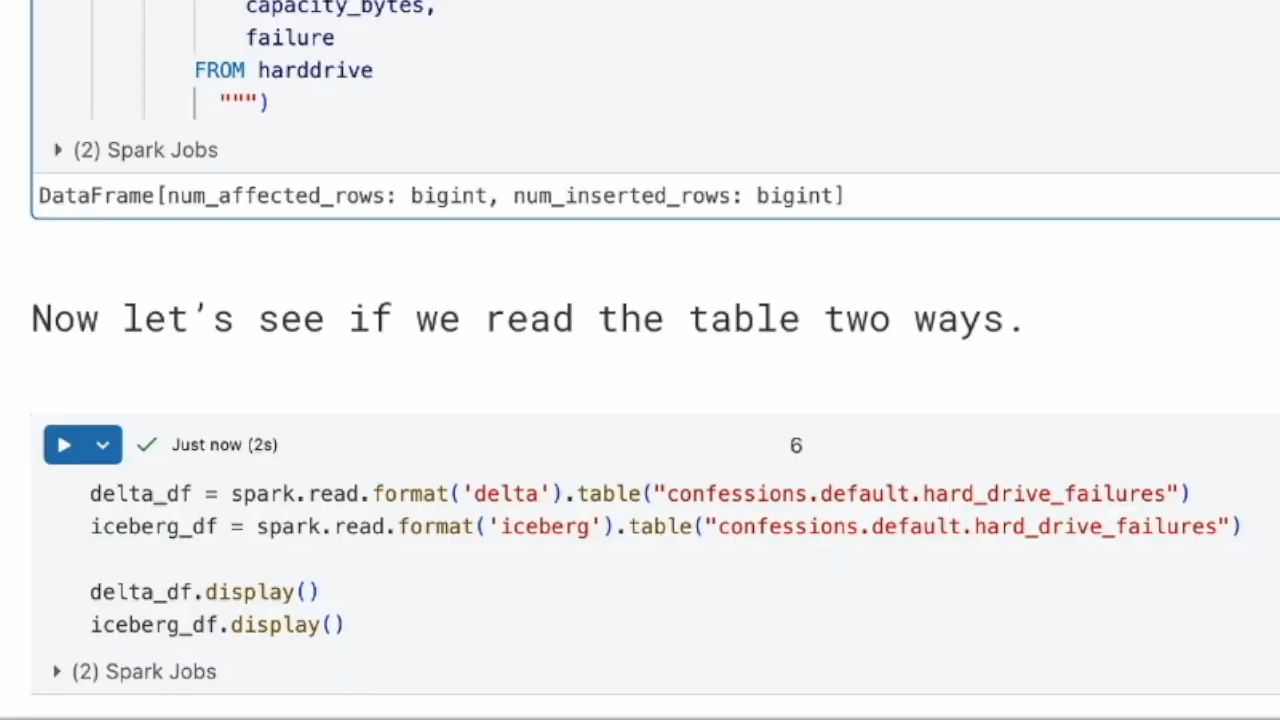 capacity_bytes,
failure
FROM harddrive
""")
(2) Spark Jobs
DataFrame[num_affected_rows: bigint, num_inserted_rows: bigint]
Now let’s see if we read the table two ways.
Just now (2s)
6
delta_df = spark.read.format('delta').table("confessions.default.hard_drive_failures")
iceberg_df = spark.read.format('iceberg').table("confessions.default.hard_drive_failures")
delta_df.display()
iceberg_df.display()
(2) Spark Jobs